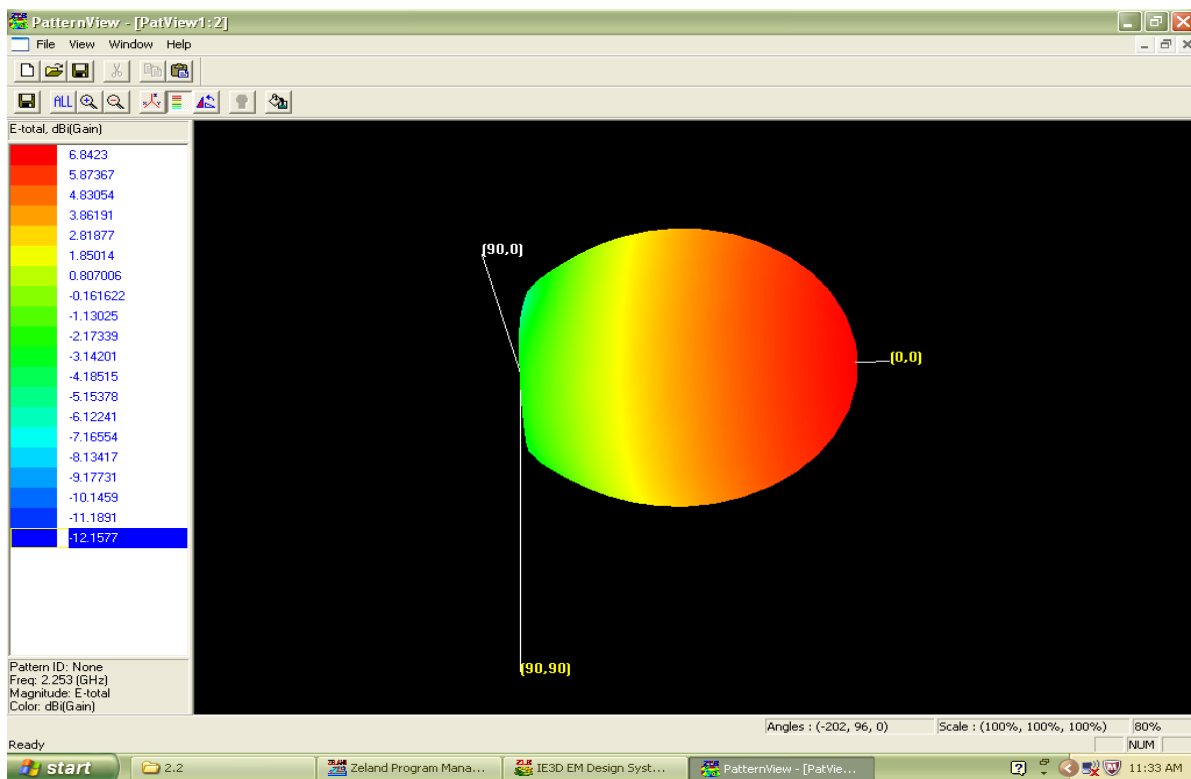 PatternView - [PatView1:2]
File View Window Help
ALL
E-total, dBi(Gain)
6.8423
5.87367
4.83054
3.86191
2.81877
1.85014
0.807006
-0.161622
-1.13025
-2.17339
-3.14201
-4.18515
-5.15378
-6.12241
-7.16554
-8.13417
-9.17731
-10.1459
-11.1891
-12.1577
(90,0)
(0,0)
(90,90)
Pattern ID: None
Freq: 2.253 (GHz)
Magnitude: E-total
Color: dBi(Gain)
Angles : (-202, 96, 0) Scale : (100%, 100%, 100%) 80%
Ready NUM
start 2.2 Zeland Program Mana... IE3D EM Design Syst... PatternView - [PatVie... 11:33 AM